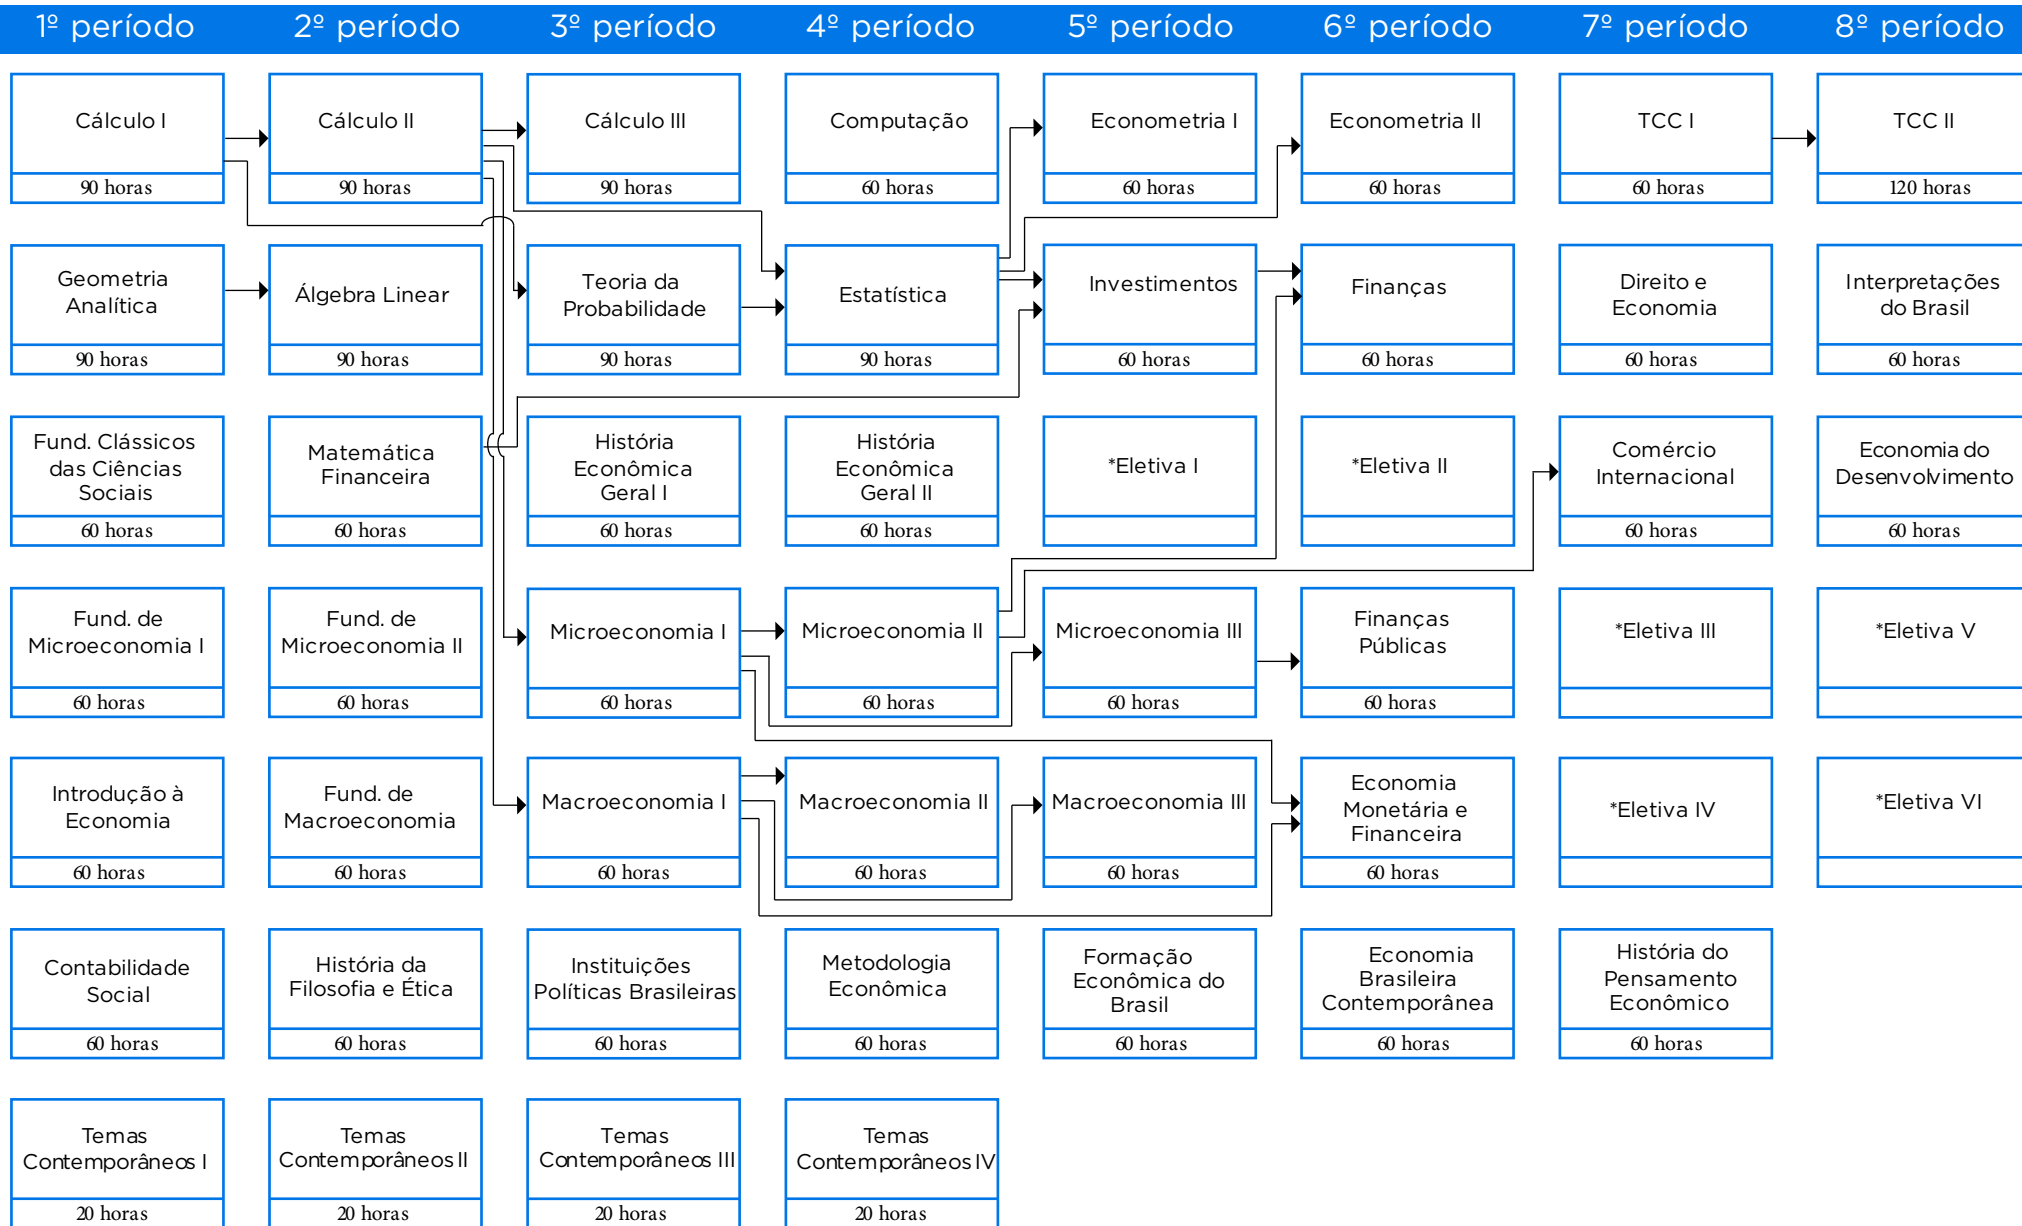 1º período
2º período
3º período
4º período
5º período
6º período
7º período
8º período
Cálculo I
90 horas
Cálculo II
90 horas
Cálculo III
90 horas
Computação
60 horas
Econometria I
60 horas
Econometria II
60 horas
TCC I
60 horas
TCC II
120 horas
Geometria
Analítica
90 horas
Álgebra Linear
90 horas
Teoria da
Probabilidade
90 horas
Estatística
90 horas
Investimentos
60 horas
Finanças
60 horas
Direito e
Economia
60 horas
Interpretações
do Brasil
60 horas
Fund. Clássicos
das Ciências
Sociais
60 horas
Matemática
Financeira
60 horas
História
Econômica
Geral I
60 horas
História
Econômica
Geral II
60 horas
*Eletiva I
*Eletiva II
Comércio
Internacional
60 horas
Economia do
Desenvolvimento
60 horas
Fund. de
Microeconomia I
60 horas
Fund. de
Microeconomia II
60 horas
Microeconomia I
60 horas
Microeconomia II
60 horas
Microeconomia III
60 horas
Finanças
Públicas
60 horas
*Eletiva III
*Eletiva V
Introdução à
Economia
60 horas
Fund. de
Macroeconomia
60 horas
Macroeconomia I
60 horas
Macroeconomia II
60 horas
Macroeconomia III
60 horas
Economia
Monetária e
Financeira
60 horas
*Eletiva IV
*Eletiva VI
Contabilidade
Social
60 horas
História da
Filosofia e Ética
60 horas
Instituições
Políticas Brasileiras
60 horas
Metodologia
Econômica
60 horas
Formação
Econômica do
Brasil
60 horas
Economia
Brasileira
Contemporânea
60 horas
História do
Pensamento
Econômico
60 horas
Temas
Contemporâneos I
20 horas
Temas
Contemporâneos II
20 horas
Temas
Contemporâneos III
20 horas
Temas
Contemporâneos IV
20 horas